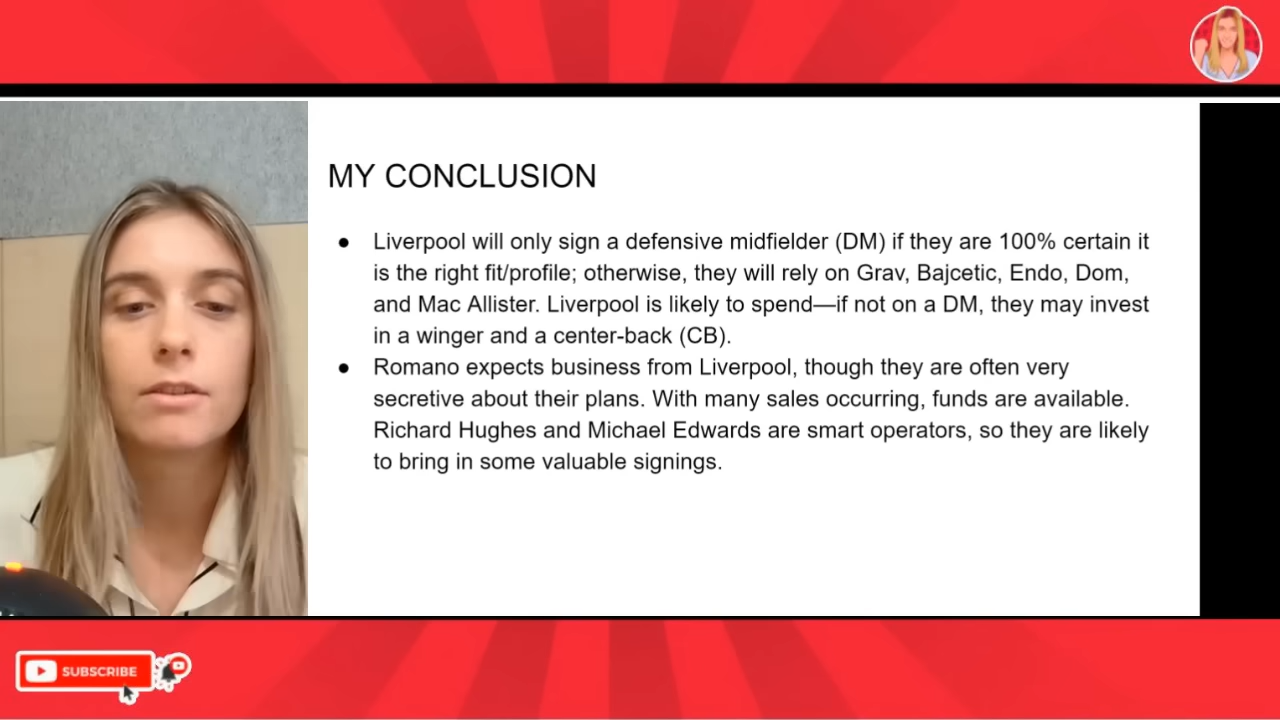 MY CONCLUSION
● Liverpool will only sign a defensive midfielder (DM) if they are 100% certain it
is the right fit/profile; otherwise, they will rely on Grav, Bajcetic, Endo, Dom,
and Mac Allister. Liverpool is likely to spend—if not on a DM, they may invest
in a winger and a center-back (CB).
● Romano expects business from Liverpool, though they are often very
secretive about their plans. With many sales occurring, funds are available.
Richard Hughes and Michael Edwards are smart operators, so they are likely
to bring in some valuable signings.
SUBSCRIBE